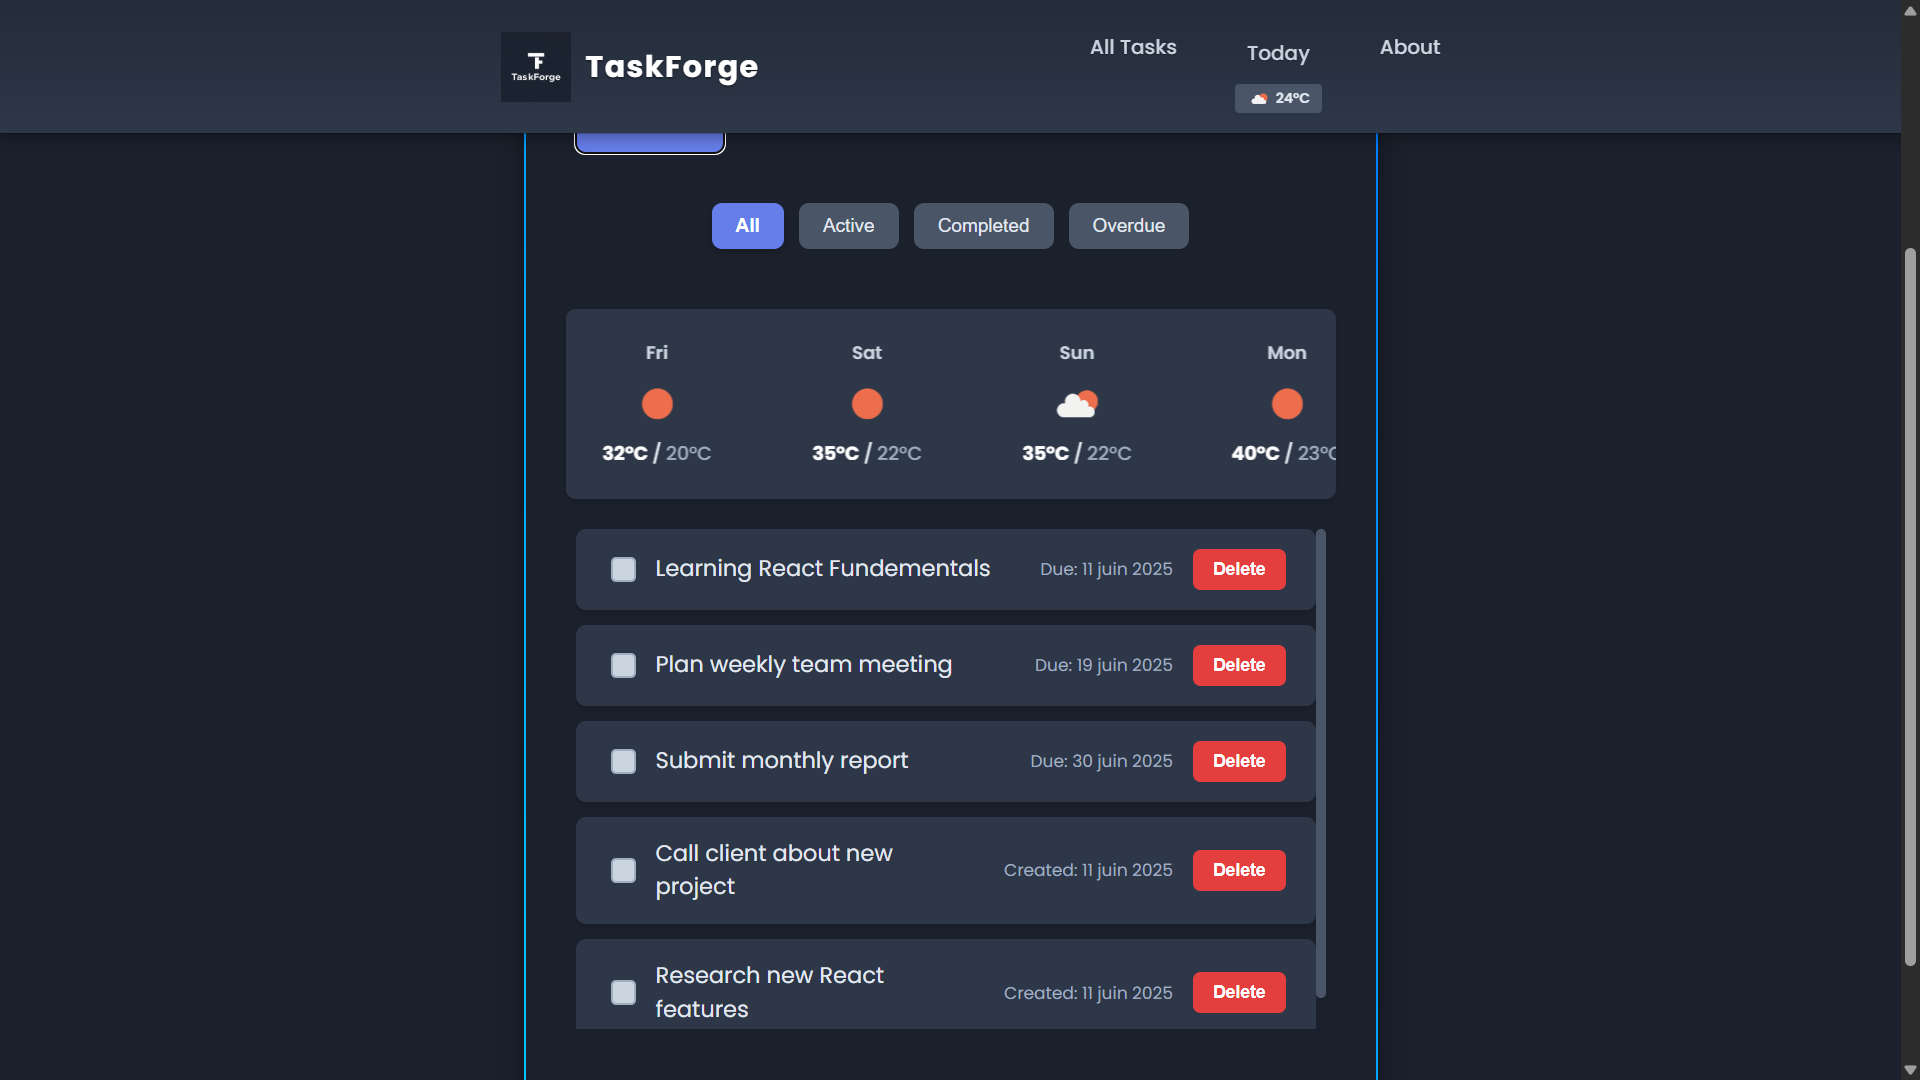 TaskForge
TaskForge
All Tasks
Today
About
24°C
All
Active
Completed
Overdue
Fri
Sat
Sun
Mon
32°C / 20°C
35°C / 22°C
35°C / 22°C
40°C / 23°C
Learning React Fundementals
Due: 11 juin 2025
Delete
Plan weekly team meeting
Due: 19 juin 2025
Delete
Submit monthly report
Due: 30 juin 2025
Delete
Call client about new
project
Created: 11 juin 2025
Delete
Research new React
features
Created: 11 juin 2025
Delete